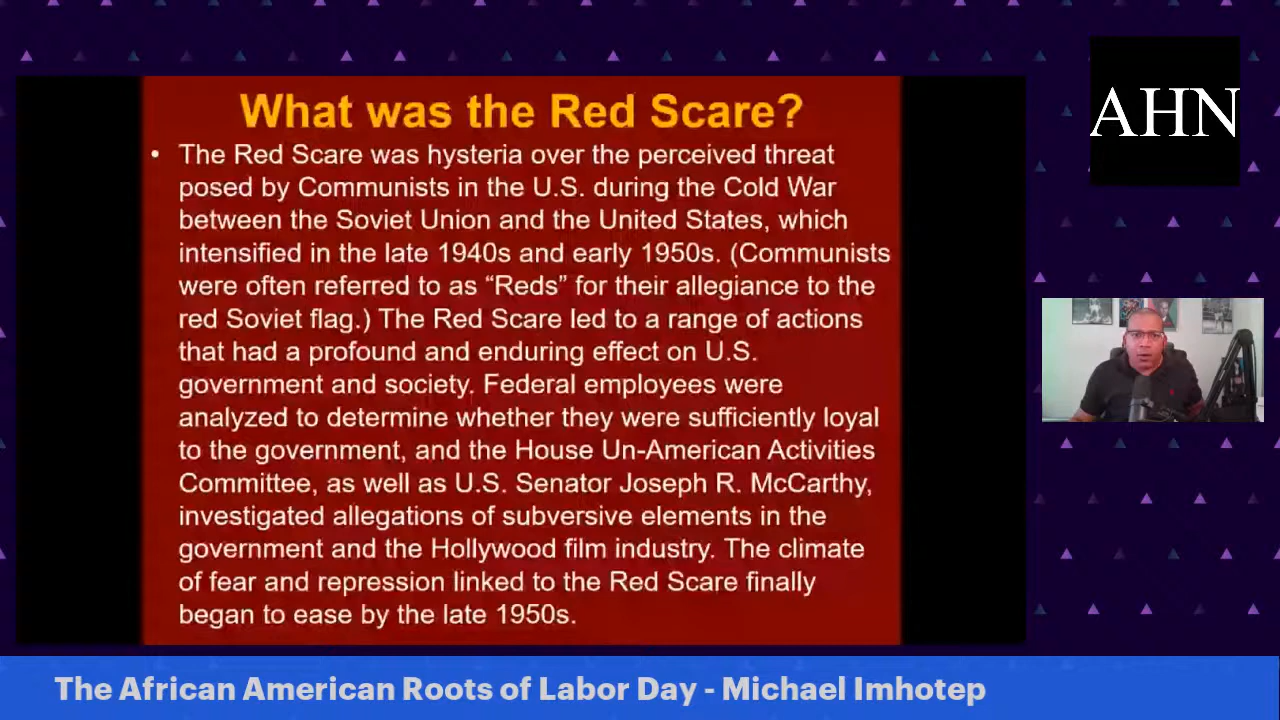 What was the Red Scare?
• The Red Scare was hysteria over the perceived threat
posed by Communists in the U.S. during the Cold War
between the Soviet Union and the United States, which
intensified in the late 1940s and early 1950s. (Communists
were often referred to as “Reds” for their allegiance to the
red Soviet flag.) The Red Scare led to a range of actions
that had a profound and enduring effect on U.S.
government and society. Federal employees were
analyzed to determine whether they were sufficiently loyal
to the government, and the House Un-American Activities
Committee, as well as U.S. Senator Joseph R. McCarthy,
investigated allegations of subversive elements in the
government and the Hollywood film industry. The climate
of fear and repression linked to the Red Scare finally
began to ease by the late 1950s.
AHN
The African American Roots of Labor Day - Michael Imhotep